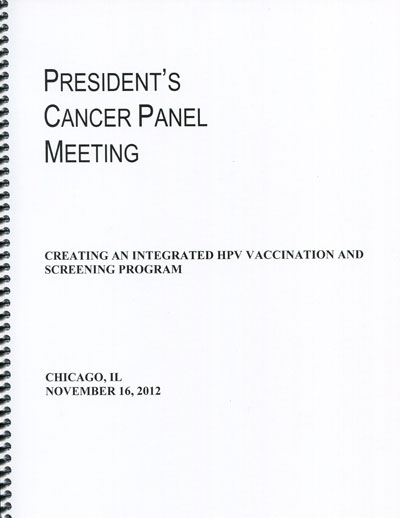 PRESIDENT'S
CANCER PANEL
MEETING
CREATING AN INTEGRATED HPV VACCINATION AND
SCREENING PROGRAM
CHICAGO, IL
NOVEMBER 16, 2012